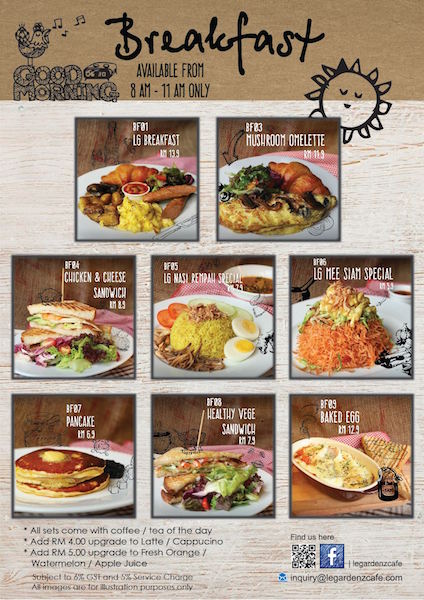 Breakfast
GOOD
MORNING
AVAILABLE FROM
8 AM - 11 AM ONLY
BF01
LG BREAKFAST
RM 13.9
BF03
MUSHROOM OMELETTE
RM 11.9
BF04
CHICKEN & CHEESE
SANDWICH
RM 8.9
BF05
LG NASI REMPAH SPECIAL
RM 7.9
BF06
LG MEE SIAM SPECIAL
RM 5.9
BF07
PANCAKE
RM 6.9
BF08
HEALTHY VEGE
SANDWICH
RM 7.9
BF09
BAKED EGG
RM 12.9
* All sets come with coffee / tea of the day
* Add RM 4.00 upgrade to Latte / Cappucino
* Add RM 5.00 upgrade to Fresh Orange /
Watermelon / Apple Juice
Subject to 6% GST and 5% Service Charge
All images are for illustration purposes only
Find us here
f | legardenzcafe
inquiry@legardenzcafe.com